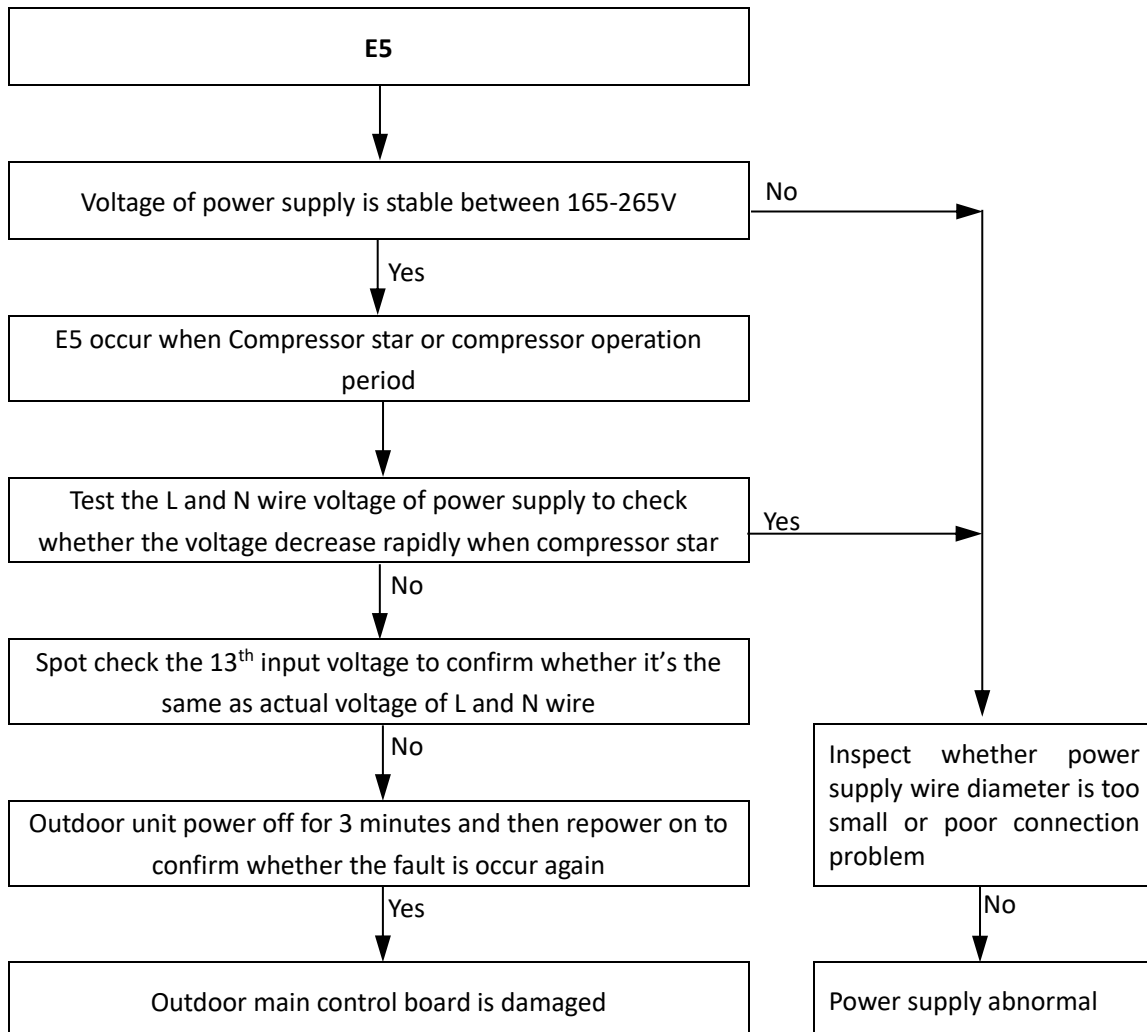 E5
Voltage of power supply is stable between 165-265V
No
Yes
E5 occur when Compressor star or compressor operation
period
Test the L and N wire voltage of power supply to check
whether the voltage decrease rapidly when compressor star
Yes
No
Spot check the 13th input voltage to confirm whether it’s the
same as actual voltage of L and N wire
No
Inspect whether power
supply wire diameter is too
small or poor connection
problem
Outdoor unit power off for 3 minutes and then repower on to
confirm whether the fault is occur again
Yes
No
Outdoor main control board is damaged
Power supply abnormal